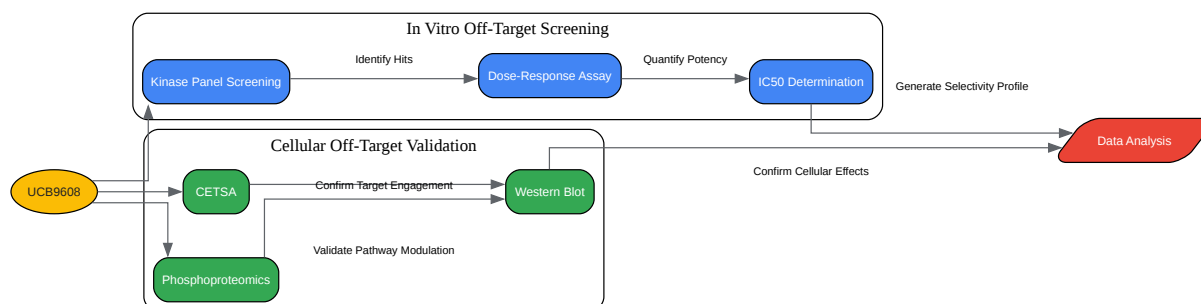 In Vitro Off-Target Screening
Kinase Panel Screening
Identify Hits
Dose-Response Assay
Quantify Potency
IC50 Determination
Generate Selectivity Profile
Data Analysis
Cellular Off-Target Validation
UCB9608
CETSA
Confirm Target Engagement
Western Blot
Confirm Cellular Effects
Validate Pathway Modulation
Phosphoproteomics